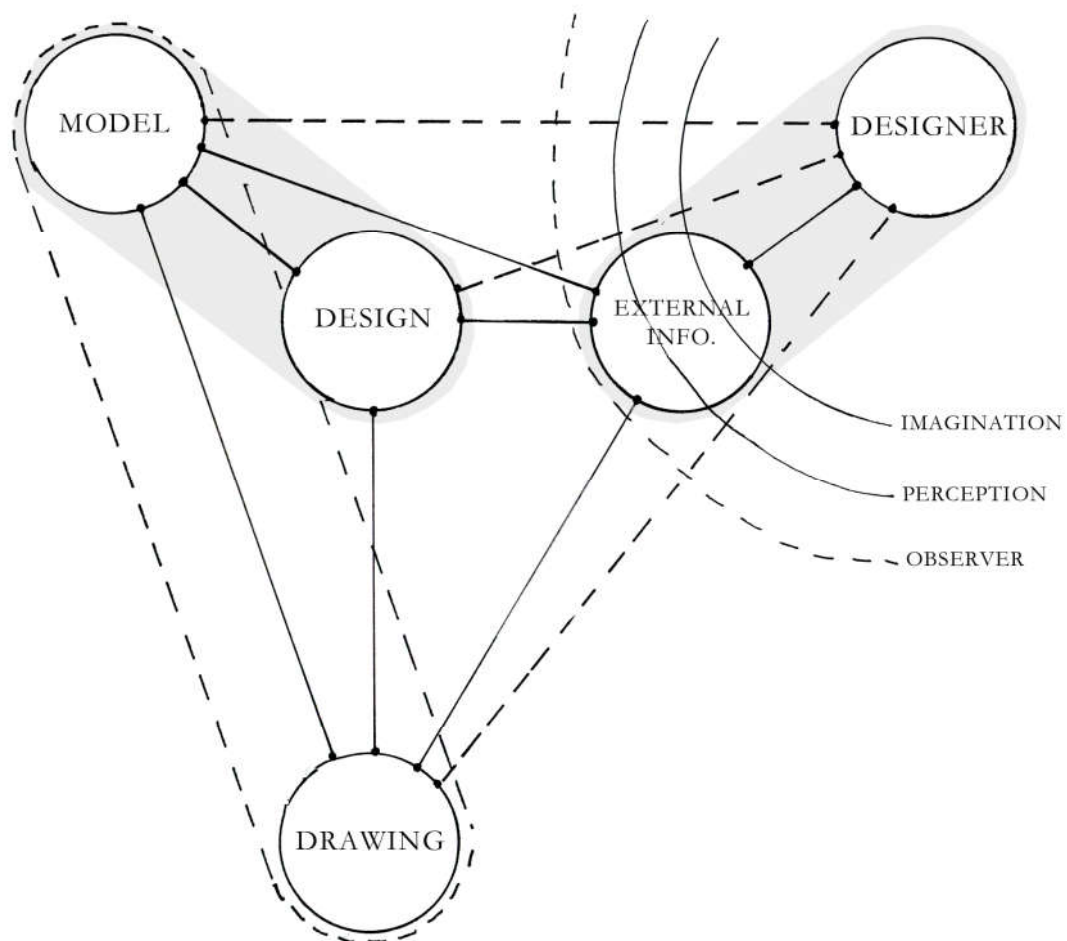 MODEL
DESIGNER
DESIGN
EXTERNAL
INFO.
IMAGINATION
PERCEPTION
OBSERVER
DRAWING